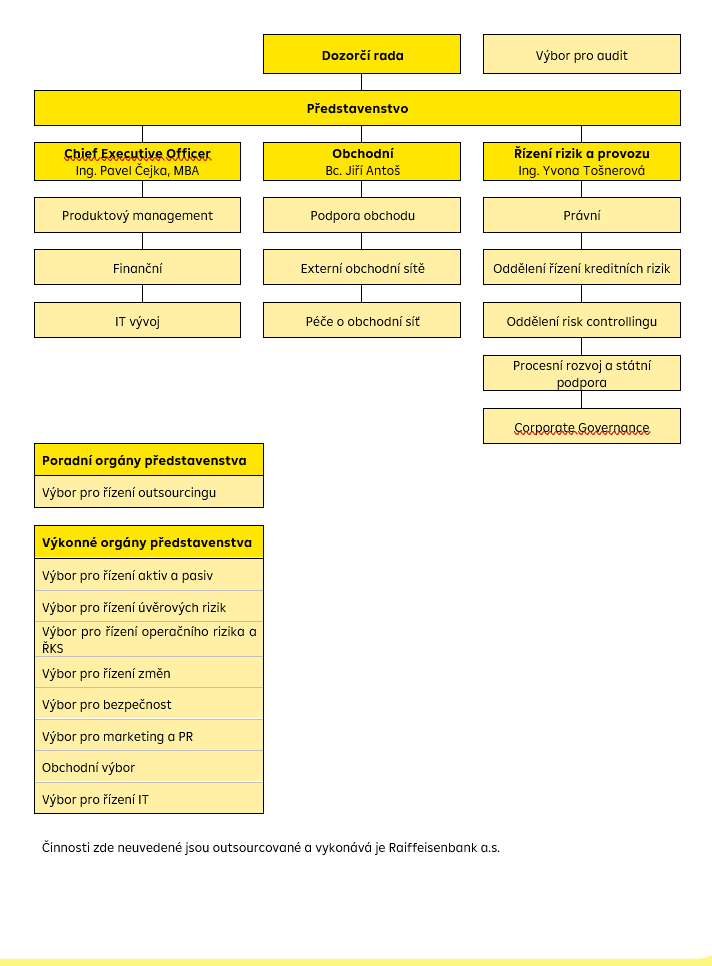 Dozorčí rada
Výbor pro audit
Představenstvo
Chief Executive Officer
Ing. Pavel Čejka, MBA
Obchodní
Bc. Jiří Antoš
Řízení rizik a provozu
Ing. Yvona Tošnerová
Produktový management
Podpora obchodu
Právní
Finanční
Externí obchodní sítě
Oddělení řízení kreditních rizik
IT vývoj
Péče o obchodní síť
Oddělení risk controllingu
Procesní rozvoj a státní
podpora
Corporate Governance
Poradní orgány představenstva
Výbor pro řízení outsourcingu
Výkonné orgány představenstva
Výbor pro řízení aktiv a pasiv
Výbor pro řízení úvěrových rizik
Výbor pro řízení operačního rizika a
ŘKS
Výbor pro řízení změn
Výbor pro bezpečnost
Výbor pro marketing a PR
Obchodní výbor
Výbor pro řízení IT
Činnosti zde neuvedené jsou outsourcované a vykonává je Raiffeisenbank a.s.